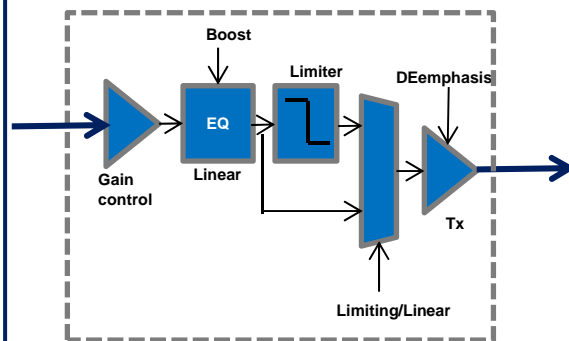 Boost
Limiter
DEemphasis
EQ
Linear
Gain
control
Tx
Limiting/Linear